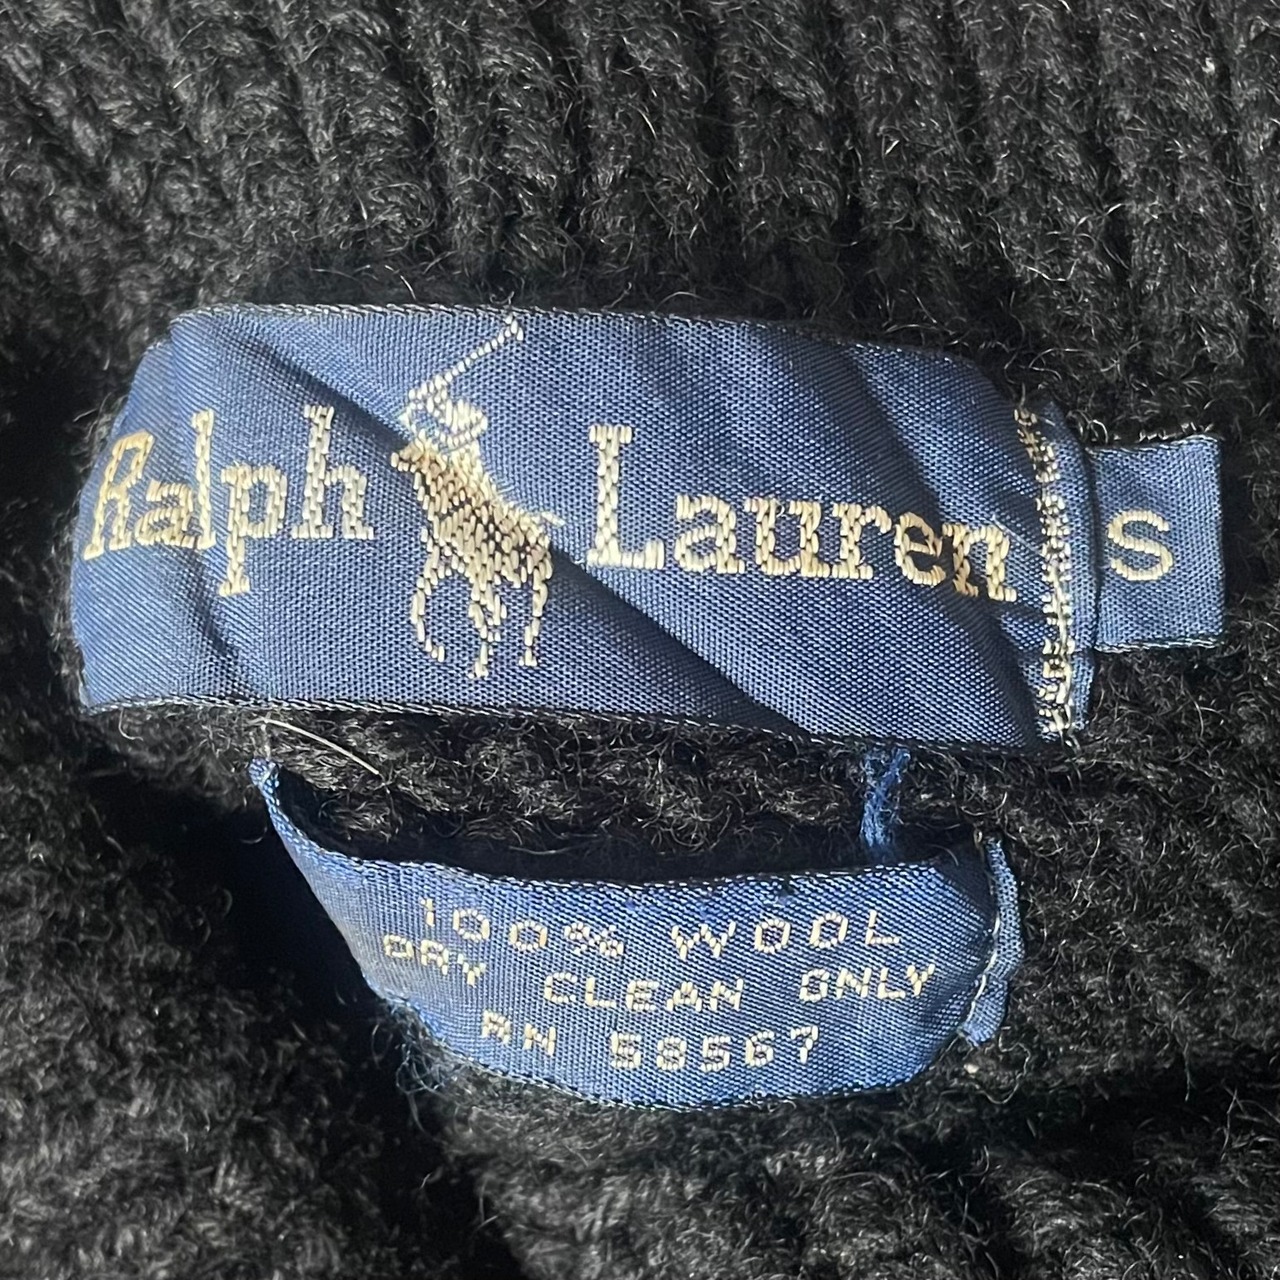 Ralph Lauren
S
100% WOOL
DRY CLEAN ONLY
RN 58567